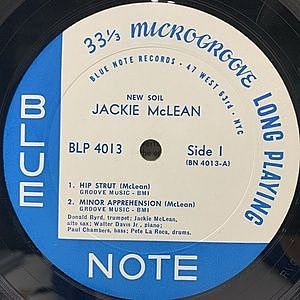 33 1/3 MICROGROOVE LONG PLAYING
BLUE NOTE RECORDS · 47 WEST 63rd, NYC
NEW SOIL
JACKIE McLEAN
BLP 4013 Side 1
(BN 4013-A)
1. HIP STRUT (McLean)
GROOVE MUSIC - BMI
2. MINOR APPREHENSION (McLean)
GROOVE MUSIC - BMI
Donald Byrd, trumpet; Jackie McLean,
alto sax; Walter Davis Jr., piano;
Paul Chambers, bass; Pete La Roca, drums.
BLUE
NOTE